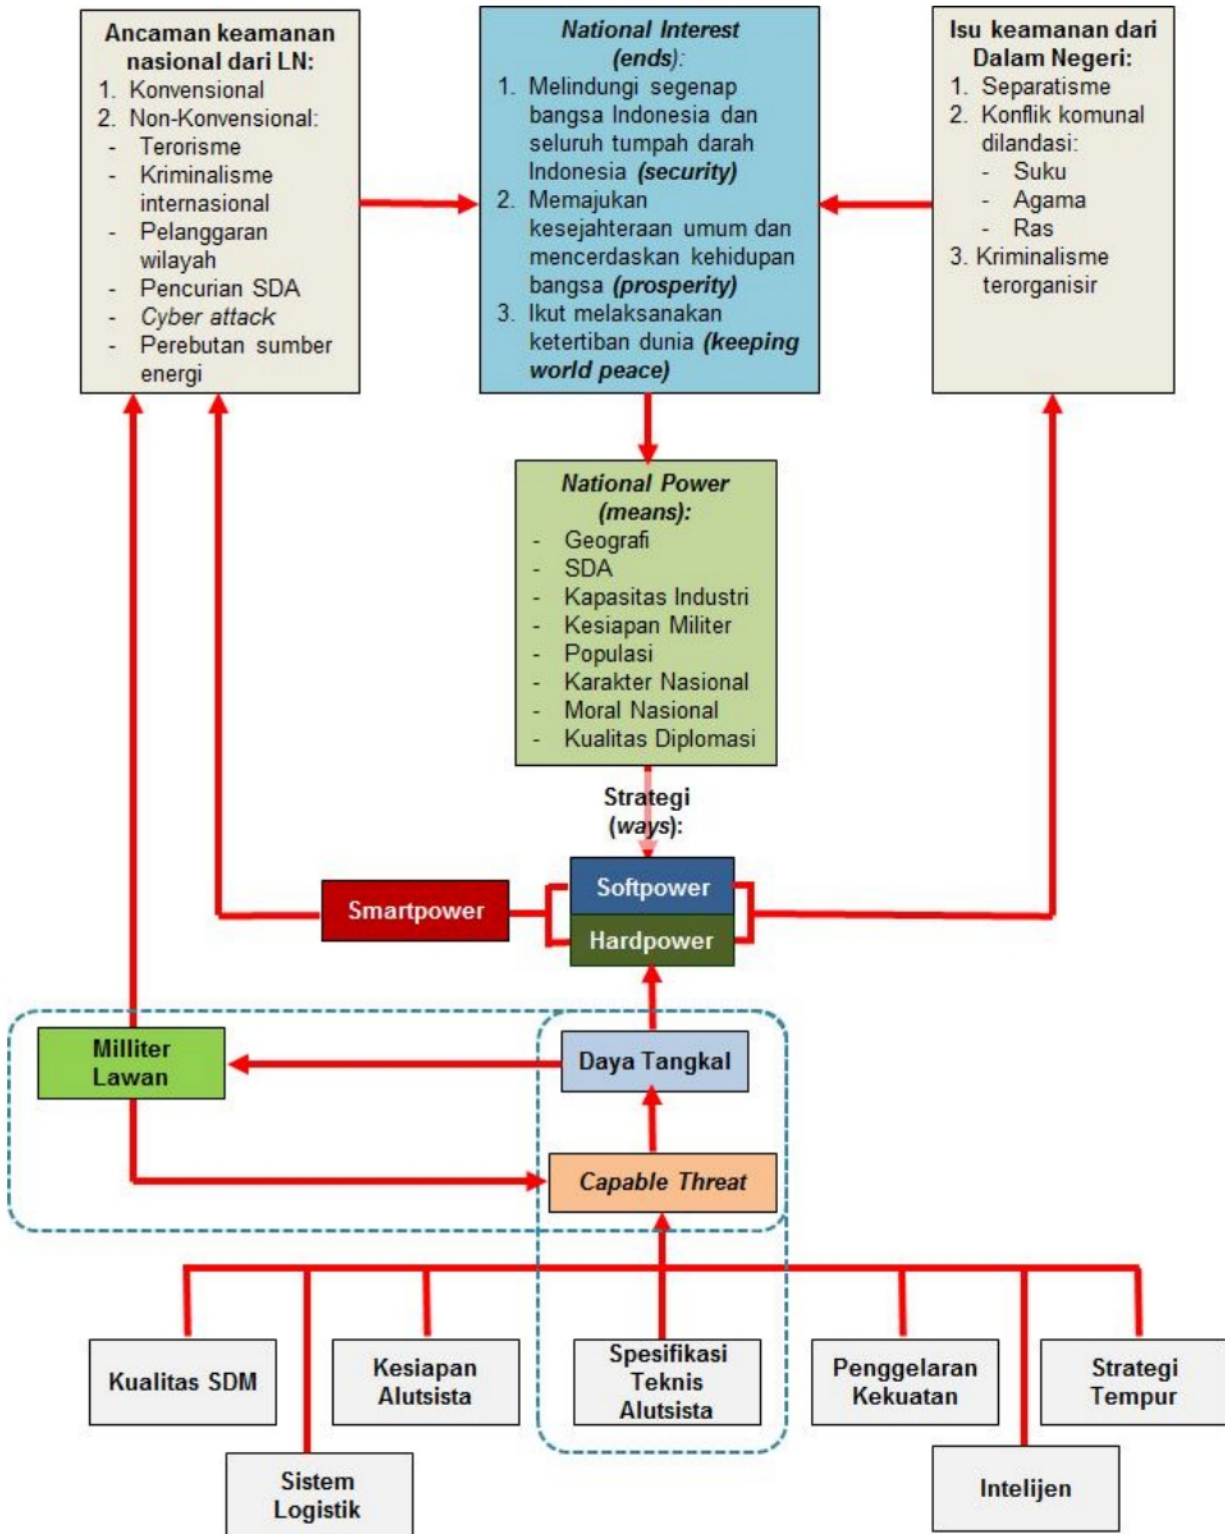 Ancaman keamanan
nasional dari LN:
1. Konvensional
2. Non-Konvensional:
- Terorisme
- Kriminalisme
internasional
- Pelanggaran
wilayah
- Pencurian SDA
- Cyber attack
- Perebutan sumber
energi
National Interest
(ends):
1. Melindungi segenap
bangsa Indonesia dan
seluruh tumpah darah
Indonesia (security)
2. Memajukan
kesejahteraan umum dan
mencerdaskan kehidupan
bangsa (prosperity)
3. Ikut melaksanakan
ketertiban dunia (keeping
world peace)
Isu keamanan dari
Dalam Negeri:
1. Separatisme
2. Konflik komunal
dilandasi:
- Suku
- Agama
- Ras
3. Kriminalisme
terorganisir
National Power
(means):
- Geografi
- SDA
- Kapasitas Industri
- Kesiapan Militer
- Populasi
- Karakter Nasional
- Moral Nasional
- Kualitas Diplomasi
Strategi
(ways):
Smartpower
Softpower
Hardpower
Milliter
Lawan
Daya Tangkal
Capable Threat
Kualitas SDM
Kesiapan
Alutsista
Spesifikasi
Teknis
Alutsista
Penggelaran
Kekuatan
Strategi
Tempur
Sistem
Logistik
Intelijen